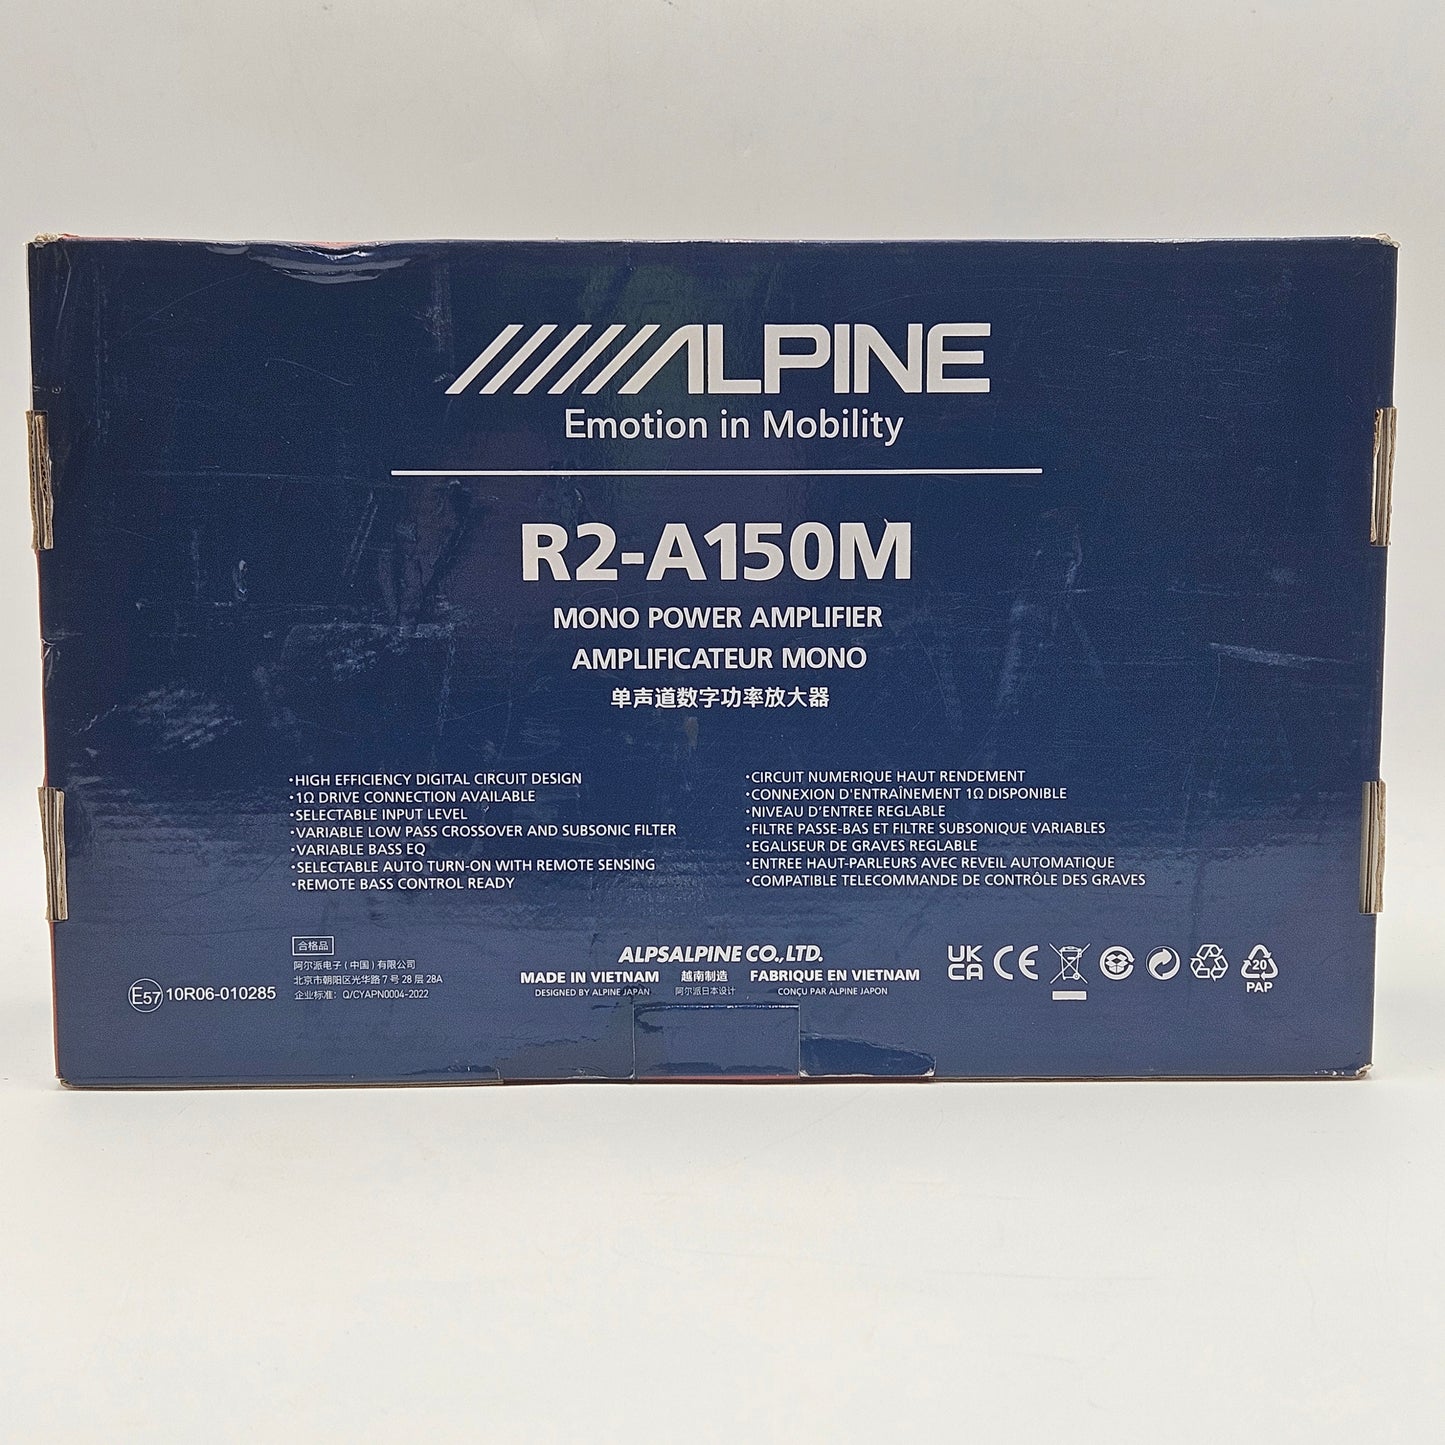 ALPINE
Emotion in Mobility
R2-A150M
MONO POWER AMPLIFIER
AMPLIFICATEUR MONO
单声道数字功率放大器
•HIGH EFFICIENCY DIGITAL CIRCUIT DESIGN
•1Ω DRIVE CONNECTION AVAILABLE
•SELECTABLE INPUT LEVEL
•VARIABLE LOW PASS CROSSOVER AND SUBSONIC FILTER
•VARIABLE BASS EQ
•SELECTABLE AUTO TURN-ON WITH REMOTE SENSING
•REMOTE BASS CONTROL READY
•CIRCUIT NUMERIQUE HAUT RENDEMENT
•CONNEXION D'ENTRAÎNEMENT 1Ω DISPONIBLE
•NIVEAU D'ENTREE REGLABLE
•FILTRE PASSE-BAS ET FILTRE SUBSONIQUE VARIABLES
•EGALISEUR DE GRAVES REGLABLE
•ENTREE HAUT-PARLEURS AVEC REVEIL AUTOMATIQUE
•COMPATIBLE TELECOMMANDE DE CONTRÔLE DES GRAVES
E57 10R06-010285
合格品
阿尔派电子(中国)有限公司
北京市朝阳区光华路 7 号 28 层 28A
企业标准: Q/CYAPN0004-2022
ALPSALPINE CO.,LTD.
MADE IN VIETNAM 越南制造 FABRIQUE EN VIETNAM
DESIGNED BY ALPINE JAPAN 阿尔派日本设计 CONÇU PAR ALPINE JAPON
UK
CA
CE
20
PAP